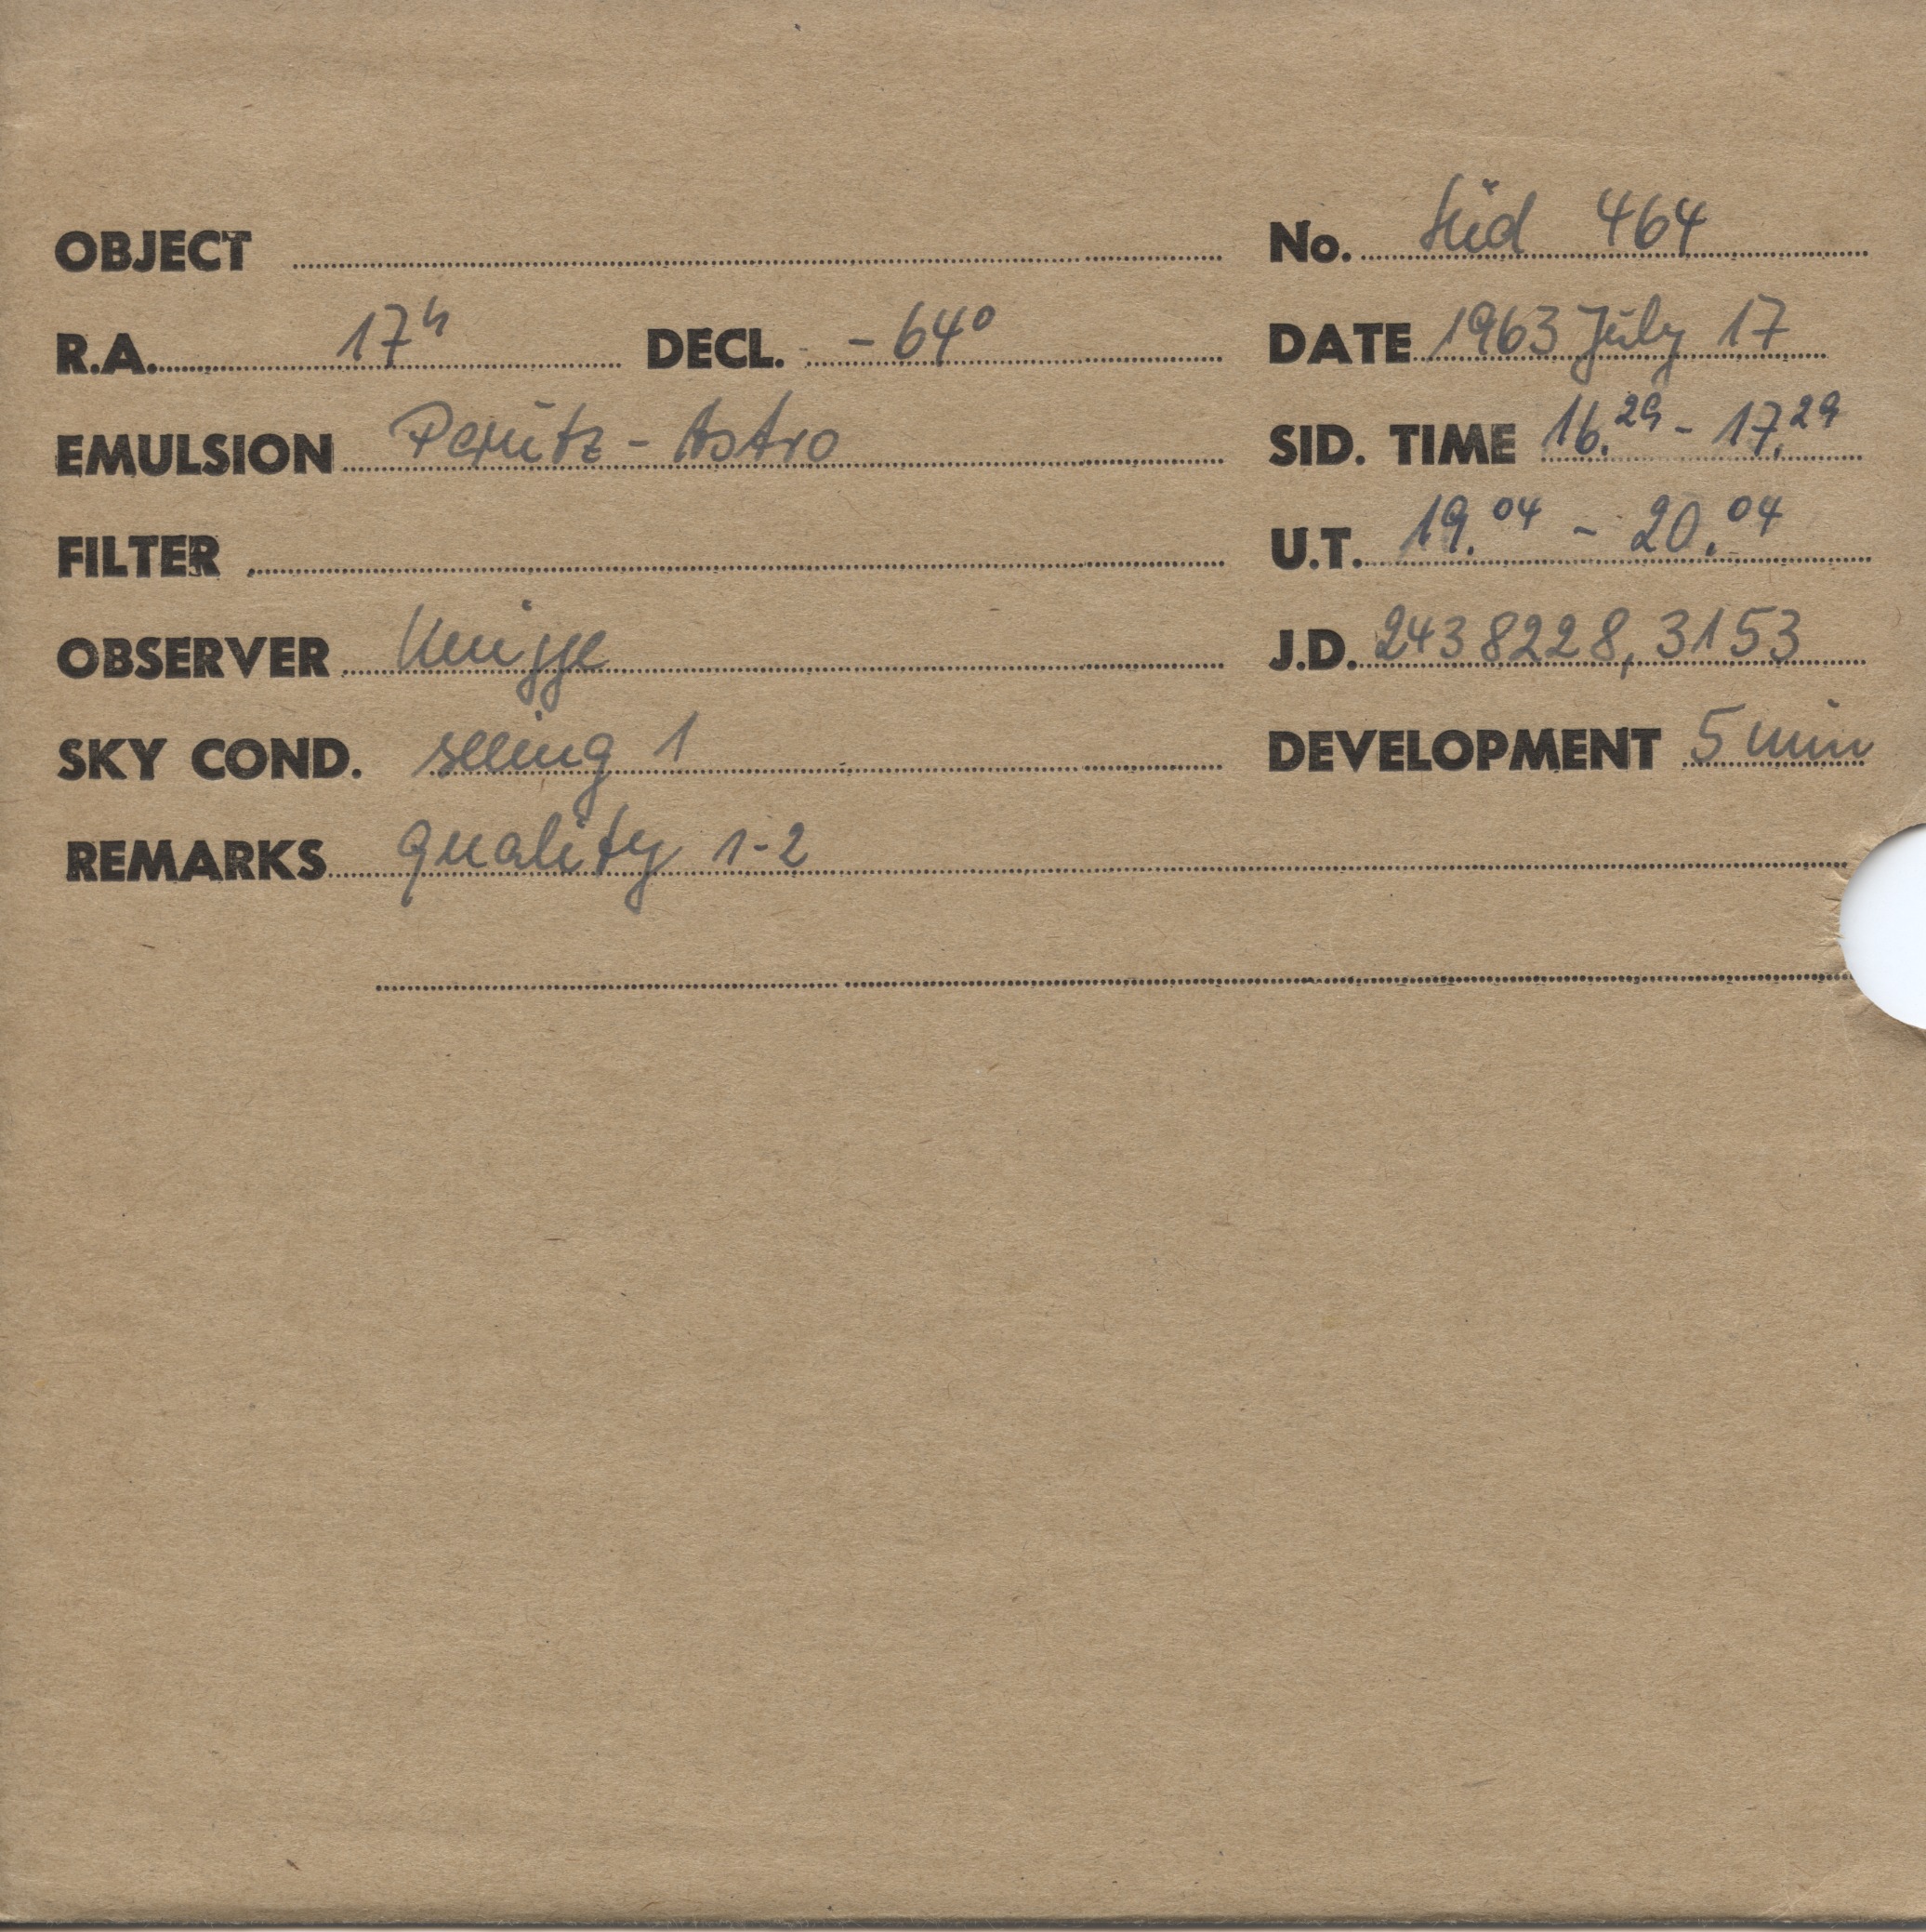 OBJECT No. Süd 464
R.A. 17h DECL. -64° DATE 1963 July 17
EMULSION Perutz - Astro SID. TIME 16.29 - 17.29
FILTER U.T. 19.04 - 20.04
OBSERVER Knigge J.D. 2438228,3153
SKY COND. seeing 1 DEVELOPMENT 5 min
REMARKS quality 1-2